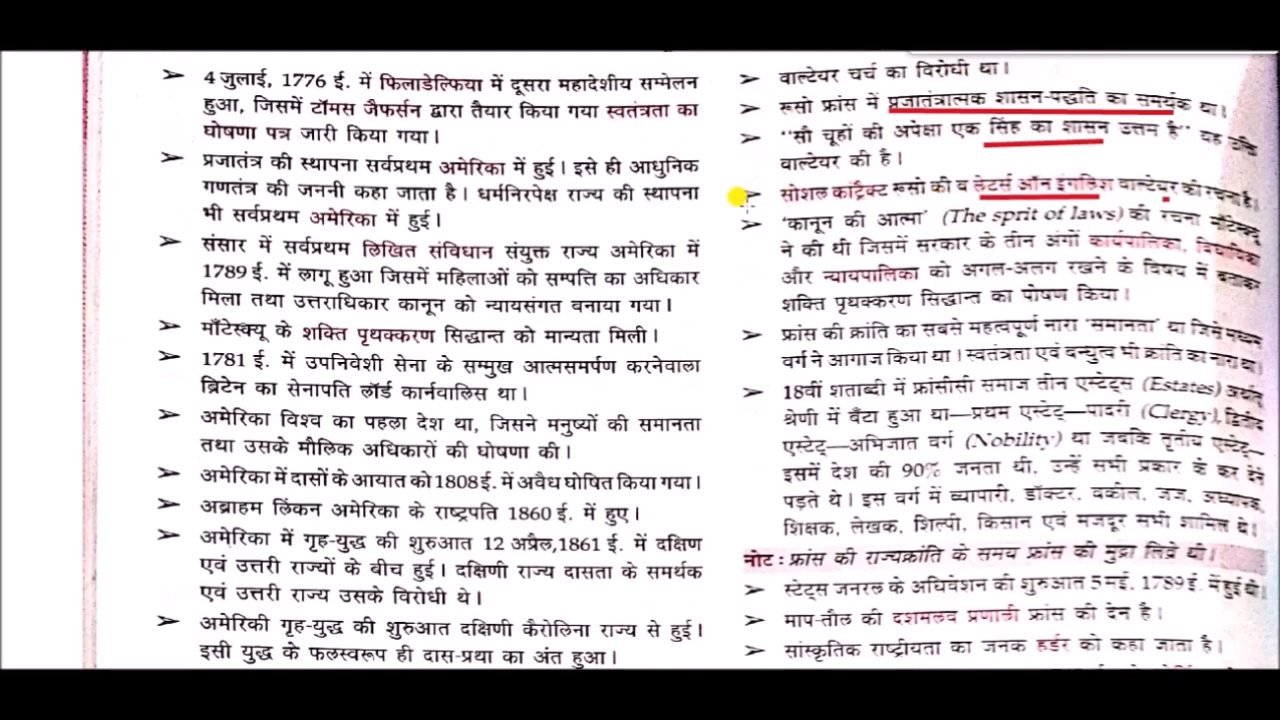 ➢ 4 जुलाई, 1776 ई. में फिलाडेल्फिया में दूसरा महादेशीय सम्मेलन
हुआ, जिसमें टॉमस जैफर्सन द्वारा तैयार किया गया स्वतंत्रता का
घोषणा पत्र जारी किया गया।
➢ प्रजातंत्र की स्थापना सर्वप्रथम अमेरिका में हुई। इसे ही आधुनिक
गणतंत्र की जननी कहा जाता है। धर्मनिरपेक्ष राज्य की स्थापना
भी सर्वप्रथम अमेरिका में हुई।
➢ संसार में सर्वप्रथम लिखित संविधान संयुक्त राज्य अमेरिका में
1789 ई. में लागू हुआ जिसमें महिलाओं को सम्पत्ति का अधिकार
मिला तथा उत्तराधिकार कानून को न्यायसंगत बनाया गया।
➢ माँटेस्क्यू के शक्ति पृथक्करण सिद्धान्त को मान्यता मिली।
➢ 1781 ई. में उपनिवेशी सेना के सम्मुख आत्मसमर्पण करनेवाला
ब्रिटेन का सेनापति लॉर्ड कार्नवालिस था।
➢ अमेरिका विश्व का पहला देश था, जिसने मनुष्यों की समानता
तथा उसके मौलिक अधिकारों की घोषणा की।
➢ अमेरिका में दासों के आयात को 1808 ई. में अवैध घोषित किया गया।
➢ अब्राहम लिंकन अमेरिका के राष्ट्रपति 1860 ई. में हुए।
➢ अमेरिका में गृह-युद्ध की शुरुआत 12 अप्रैल,1861 ई. में दक्षिण
एवं उत्तरी राज्यों के बीच हुई। दक्षिणी राज्य दासता के समर्थक
एवं उत्तरी राज्य उसके विरोधी थे।
➢ अमेरिकी गृह-युद्ध की शुरुआत दक्षिणी कैरोलिना राज्य से हुई।
इसी युद्ध के फलस्वरूप ही दास-प्रथा का अंत हुआ।
➢ वाल्टेयर चर्च का विरोधी था।
➢ रूसो फ्रांस में प्रजातंत्रात्मक शासन-पद्धति का समर्थक था।
➢ ‘‘सौ चूहों की अपेक्षा एक सिंह का शासन उत्तम है’’ यह उक्ति
वाल्टेयर की है।
➢ सोशल कांट्रैक्ट रूसो की व लेटर्स ऑन इंगलिश वाल्टेयर की रचना है।
➢ ‘कानून की आत्मा’ (The sprit of laws) की रचना मौंटेस्क्यू
ने की थी जिसमें सरकार के तीन अंगों कार्यपालिका, विधायिका
और न्यायपालिका को अगल-अलग रखने के विषय में बताकर
शक्ति पृथक्करण सिद्धान्त का पोषण किया।
➢ फ्रांस की क्रांति का सबसे महत्वपूर्ण नारा ‘समानता’ था जिसे मध्यम
वर्ग ने आगाज किया था। स्वतंत्रता एवं बन्धुत्व भी क्रांति का नारा था।
➢ 18वीं शताब्दी में फ्रांसीसी समाज तीन एस्टेट्स (Estates) अर्थात्
श्रेणी में बँटा हुआ था—प्रथम एस्टेट्—पादरी (Clergy), द्वितीय
एस्टेट्—अभिजात वर्ग (Nobility) था जबकि तृतीय एस्टेट्—
इसमें देश की 90% जनता थी, उन्हें सभी प्रकार के कर देने
पड़ते थे। इस वर्ग में व्यापारी, डॉक्टर, वकील, जज, अध्यापक,
शिक्षक, लेखक, शिल्पी, किसान एवं मजदूर सभी शामिल थे।
नोट : फ्रांस की राज्यक्रांति के समय फ्रांस की मुद्रा लिब्रे थी।
➢ स्टेट्स जनरल के अधिवेशन की शुरुआत 5 मई, 1789 ई. में हुई थी।
➢ माप-तौल की दशमलव प्रणाली फ्रांस की देन है।
➢ सांस्कृतिक राष्ट्रीयता का जनक हर्डर को कहा जाता है।